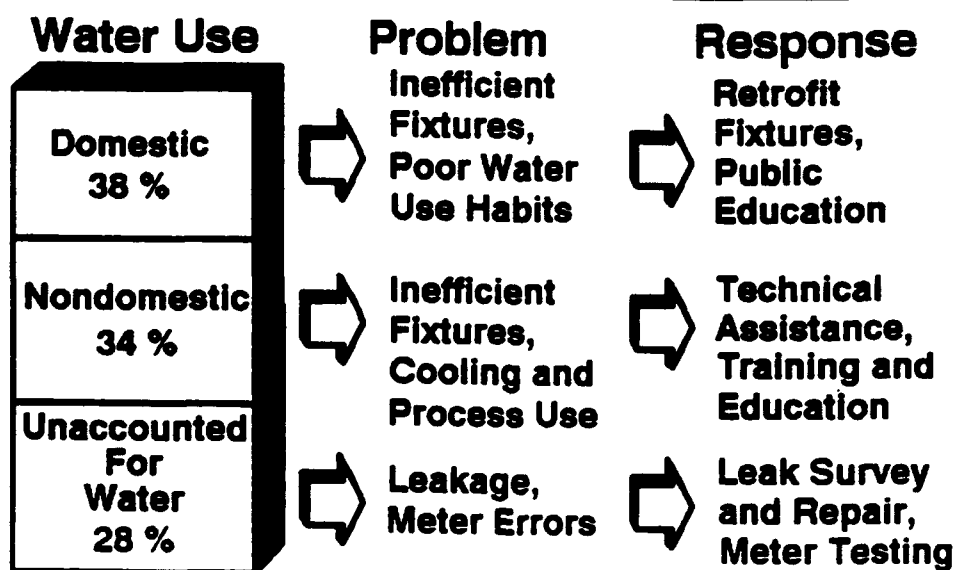 Water Use
Problem
Response
Domestic
38 %
Inefficient
Fixtures,
Poor Water
Use Habits
Retrofit
Fixtures,
Public
Education
Nondomestic
34 %
Inefficient
Fixtures,
Cooling and
Process Use
Technical
Assistance,
Training and
Education
Unaccounted
For
Water
28 %
Leakage,
Meter Errors
Leak Survey
and Repair,
Meter Testing